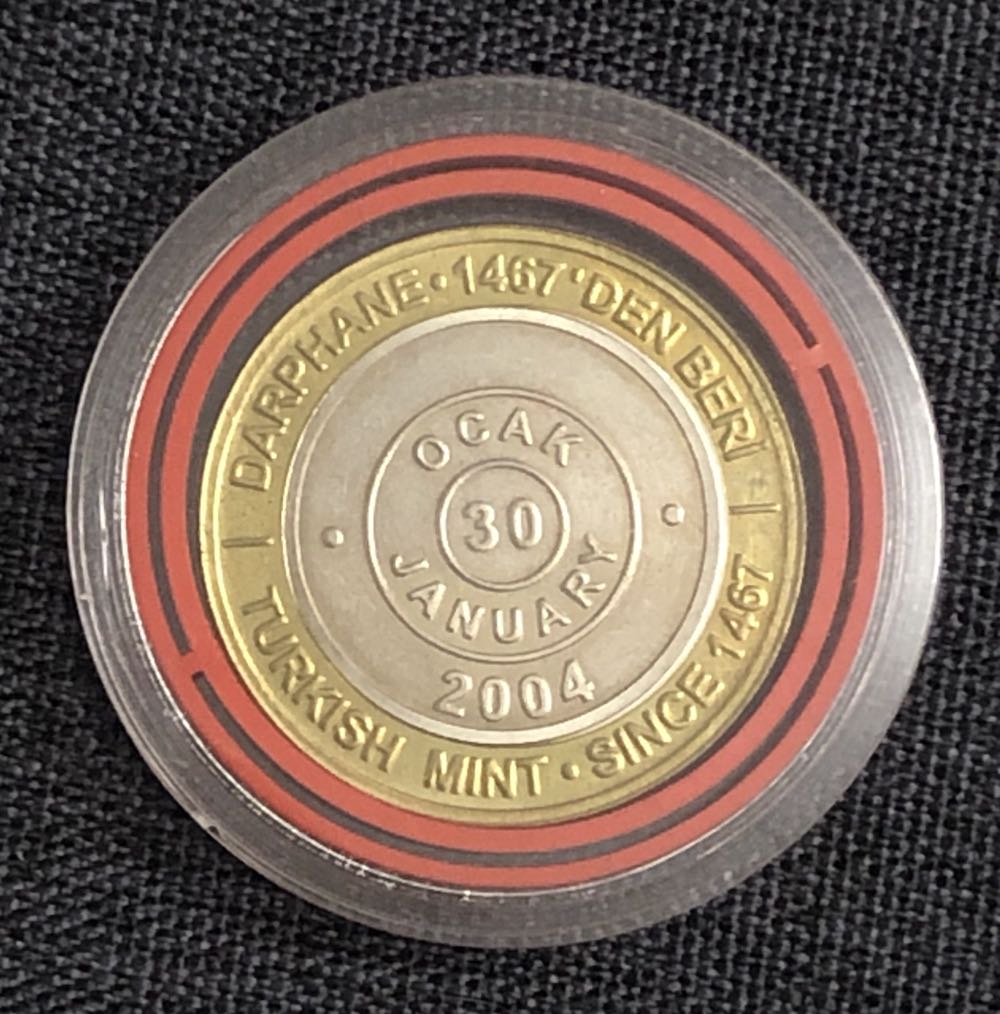 DARPHANE • 1467'DEN BERİ
TURKISH MINT • SINCE 1467
OCAK
30
JANUARY
2004